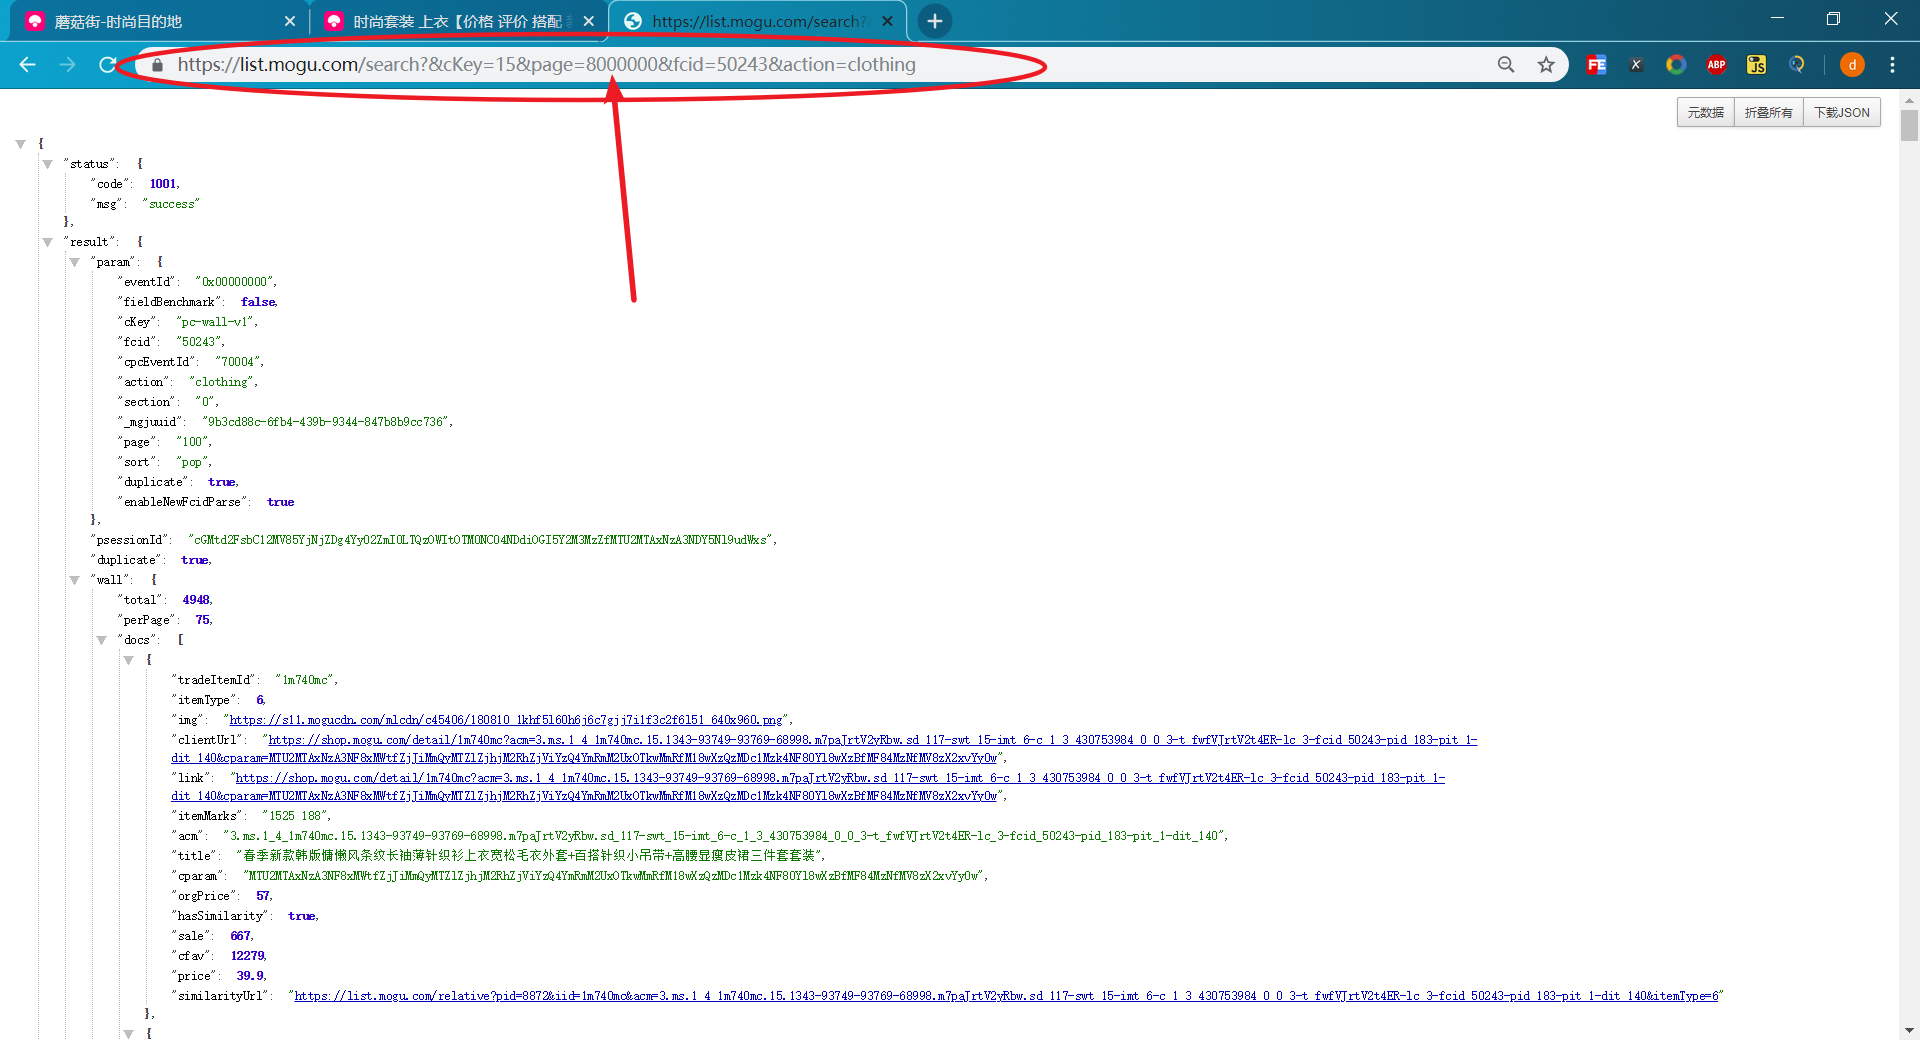 蘑菇街-时尚目的地
时尚套装 上衣【价格 评价 搭配
https://list.mogu.com/search?
https://list.mogu.com/search?&cKey=15&page=8000000&fcid=50243&action=clothing
FE
X
ABP
JS
d
元数据 折叠所有 下载JSON
{
"status": {
"code": 1001,
"msg": "success"
},
"result": {
"param": {
"eventId": "0x00000000",
"fieldBenchmark": false,
"cKey": "pc-wall-v1",
"fcid": "50243",
"cpcEventId": "70004",
"action": "clothing",
"section": "0",
"_mgjuuid": "9b3cd88c-6fb4-439b-9344-847b8b9cc736",
"page": "100",
"sort": "pop",
"duplicate": true,
"enableNewFcidParse": true
},
"psessionId":
"duplicate": true,
"wall": {
"total": 4948,
"perPage": 75,
"docs": [
{
"tradeItemId": "1m740mc",
"itemType": 6,
"img": "https://s11.mogucdn.com/mlcdn/c45406/180810_1khf5l60h6j6c7gjj7i1f3c2f6l51_640x960.png",
"clientUrl": "https://shop.mogu.com/detail/1m740mc?acm=3.ms.1_4_1m740mc.15.1343-93749-93769-68998.m7paJrtV2yRbw.sd_117-swt_15-imt_6-c_1_3_430753984_0_0_3-t_fwfVJrtV2t4ER-lc_3-fcid_50243-pid_183-pit_1-
"link": "https://shop.mogu.com/detail/1m740mc?acm=3.ms.1_4_1m740mc.15.1343-93749-93769-68998.m7paJrtV2yRbw.sd_117-swt_15-imt_6-c_1_3_430753984_0_0_3-t_fwfVJrtV2t4ER-lc_3-fcid_50243-pid_183-pit_1-
"itemMarks": "1525 188",
"acm": "3.ms.1_4_1m740mc.15.1343-93749-93769-68998.m7paJrtV2yRbw.sd_117-swt_15-imt_6-c_1_3_430753984_0_0_3-t_fwfVJrtV2t4ER-lc_3-fcid_50243-pid_183-pit_1-dit_140",
"title": "春季新款韩版慵懒风条纹长袖薄针织衫上衣宽松毛衣外套+百搭针织小吊带+高腰显瘦皮裙三件套套装",
"cparam":
"orgPrice": 57,
"hasSimilarity": true,
"sale": 667,
"cfav": 12279,
"price": 39.9,
"similarityUrl": "https://list.mogu.com/relative?pid=8872&iid=1m740mc&acm=3.ms.1_4_1m740mc.15.1343-93749-93769-68998.m7paJrtV2yRbw.sd_117-swt_15-imt_6-c_1_3_430753984_0_0_3-t_fwfVJrtV2t4ER-lc_3-fcid_50243-pid_183-pit_1-dit_140&itemType=6"
},
{